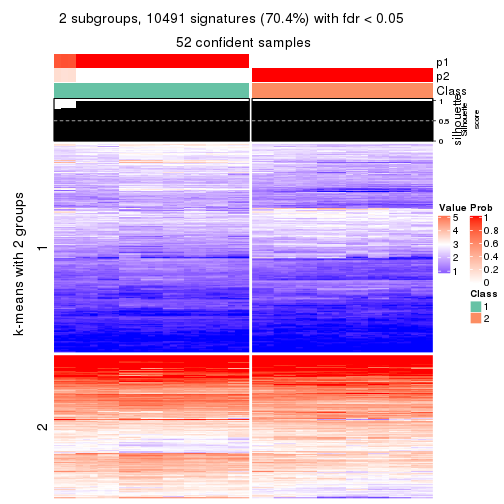 2 subgroups, 10491 signatures (70.4%) with fdr < 0.05
52 confident samples
p1
p2
Class
1
0.5
0
silhouette
Silhouette
score
k-means with 2 groups
1
2
Value
5
4
3
2
1
Prob
1
0.8
0.6
0.4
0.2
0
Class
1
2